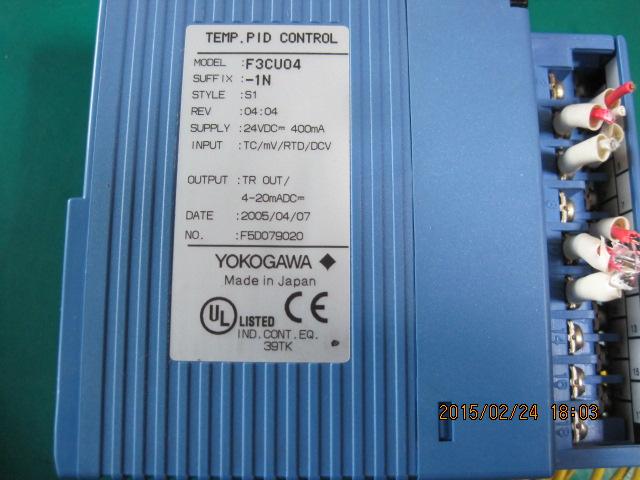 TEMP.PID CONTROL
MODEL :F3CU04
SUFFIX :-1N
STYLE :S1
REV :04:04
SUPPLY :24VDC⎓ 400mA
INPUT :TC/mV/RTD/DCV
OUTPUT :TR OUT/
4-20mADC⎓
DATE :2005/04/07
NO. :F5D079020
YOKOGAWA ◆
Made in Japan
UL LISTED CE
IND.CONT.EQ.
39TK
2015/02/24 18:03